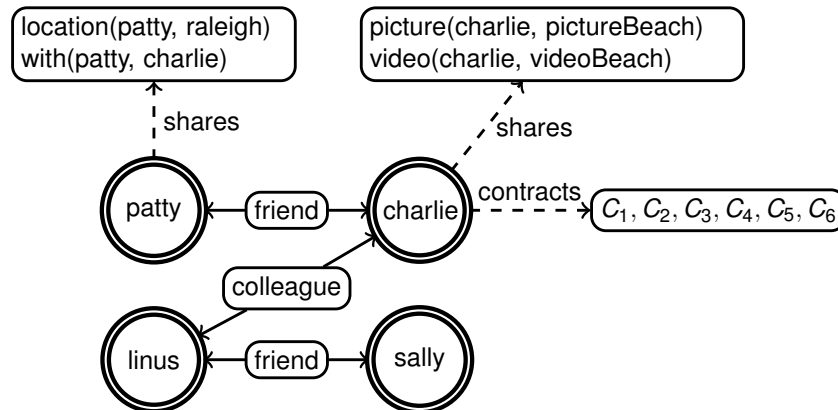 location(patty, raleigh)
with(patty, charlie)
picture(charlie, pictureBeach)
video(charlie, videoBeach)
shares
shares
patty
friend
charlie
contracts
C₁, C₂, C₃, C₄, C₅, C₆
colleague
linus
friend
sally